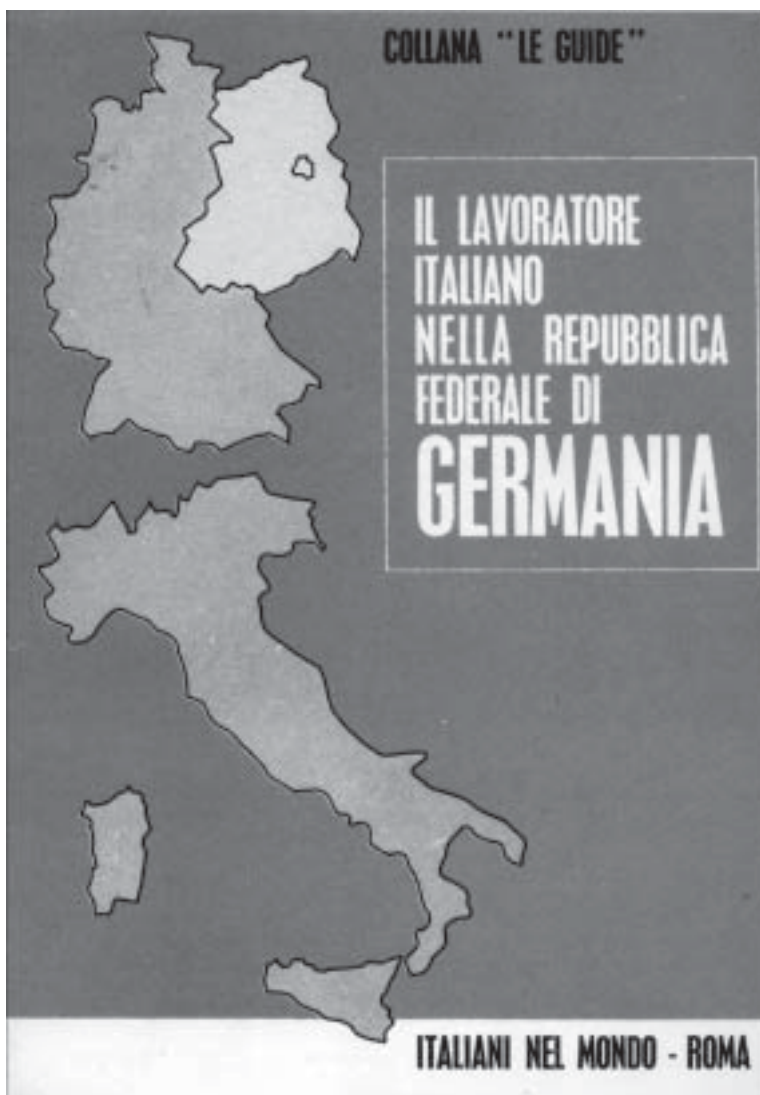 COLLANA "LE GUIDE"
IL LAVORATORE
ITALIANO
NELLA REPUBBLICA
FEDERALE DI
GERMANIA
ITALIANI NEL MONDO - ROMA